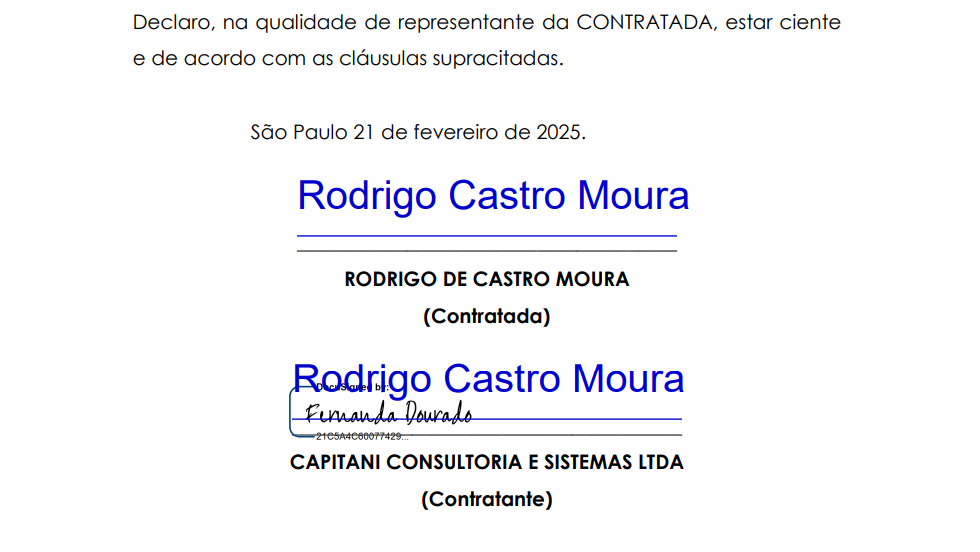 Declaro, na qualidade de representante da CONTRATADA, estar ciente
e de acordo com as cláusulas supracitadas.
São Paulo 21 de fevereiro de 2025.
Rodrigo Castro Moura
RODRIGO DE CASTRO MOURA
(Contratada)
Rodrigo Castro Moura
DocuSigned by:
Fernanda Dourado
21C5A4C60077429...
CAPITANI CONSULTORIA E SISTEMAS LTDA
(Contratante)